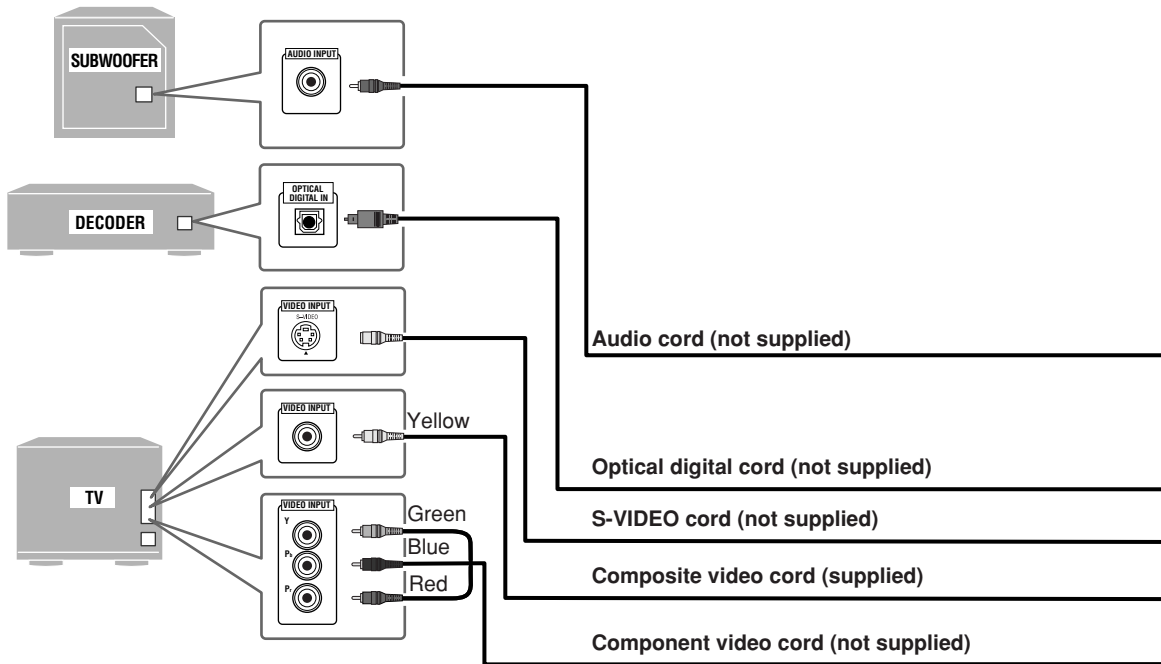 SUBWOOFER
AUDIO INPUT
DECODER
OPTICAL
DIGITAL IN
VIDEO INPUT
S-VIDEO
Audio cord (not supplied)
VIDEO INPUT
Yellow
Optical digital cord (not supplied)
TV
VIDEO INPUT
Y
Green
S-VIDEO cord (not supplied)
PB
Blue
PR
Red
Composite video cord (supplied)
Component video cord (not supplied)